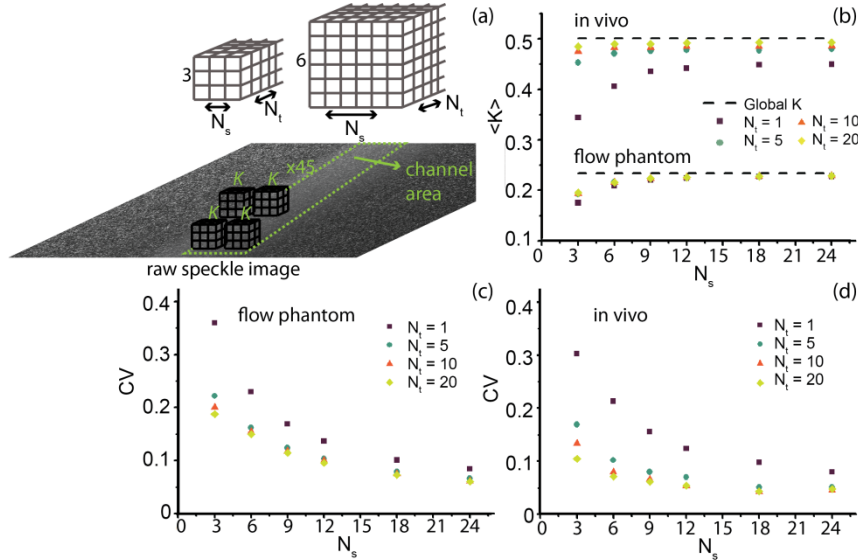 (a)
3
6
N_s
N_t
N_s
N_t
K
K
x45
K
K
channel
area
raw speckle image
(b)
in vivo
0.5
0.4
0.3
0.2
0.1
<K>
Global K
N_t = 1
N_t = 10
N_t = 5
N_t = 20
flow phantom
0 3 6 9 12 15 18 21 24
N_s
(c)
flow phantom
0.4
0.3
0.2
0.1
0
CV
N_t = 1
N_t = 5
N_t = 10
N_t = 20
0 3 6 9 12 15 18 21 24
N_s
(d)
in vivo
0.4
0.3
0.2
0.1
0
CV
N_t = 1
N_t = 5
N_t = 10
N_t = 20
0 3 6 9 12 15 18 21 24
N_s